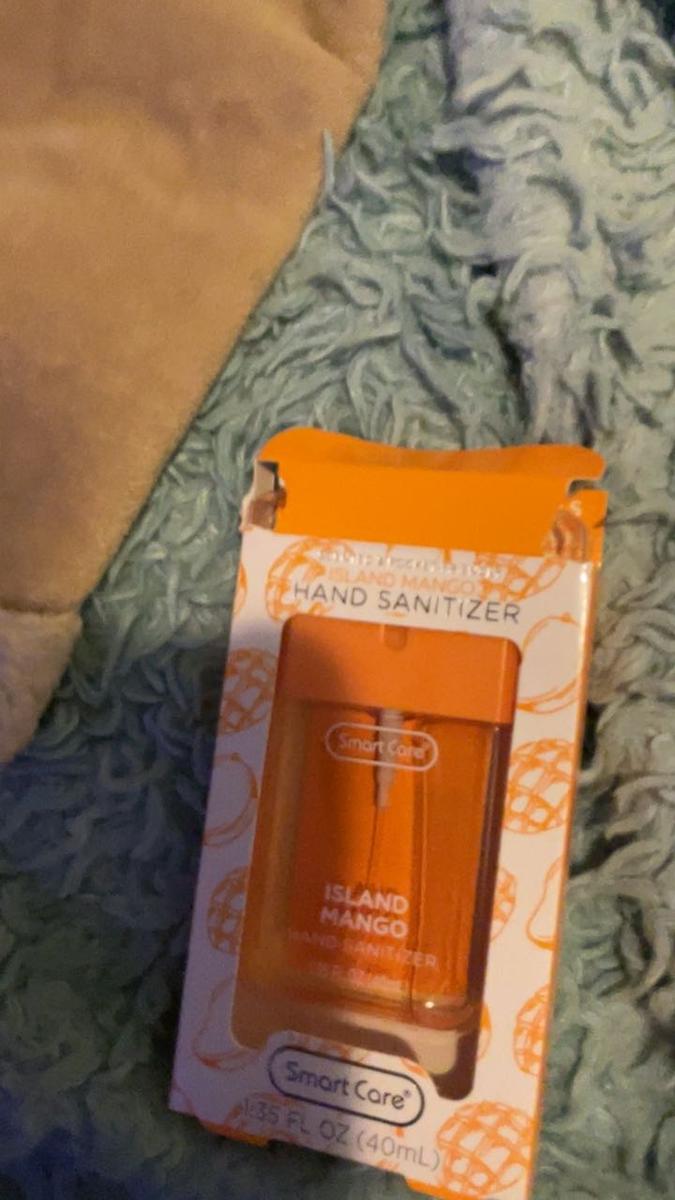 ISLAND MANGO
HAND SANITIZER
Smart Care
ISLAND
MANGO
HAND SANITIZER
Smart Care®
1.35 FL OZ (40mL)